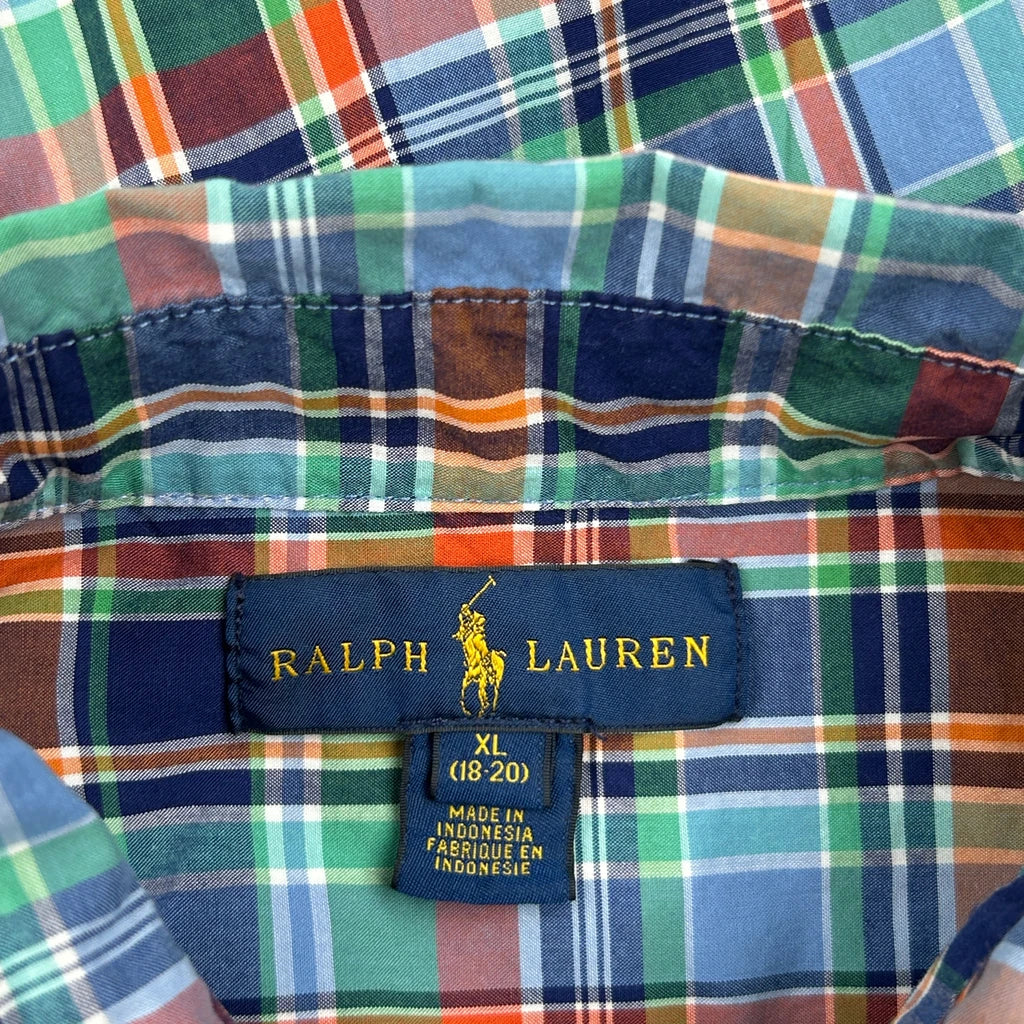 RALPH LAUREN
XL
(18-20)
MADE IN
INDONESIA
FABRIQUE EN
INDONESIE